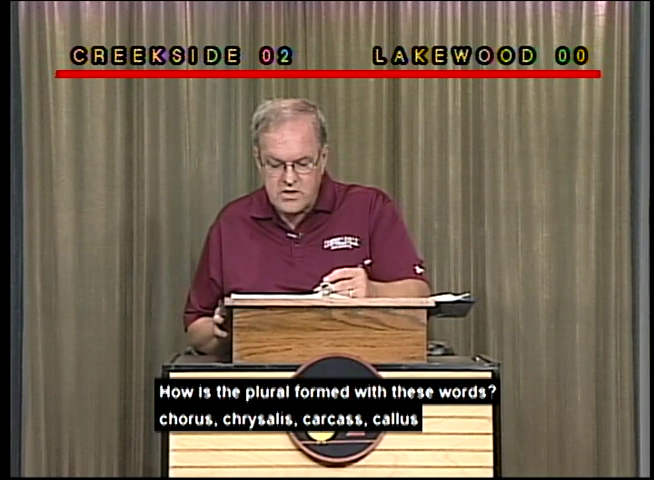 CREEKSIDE 02 LAKEWOOD 00
How is the plural formed with these words?
chorus, chrysalis, carcass, callus